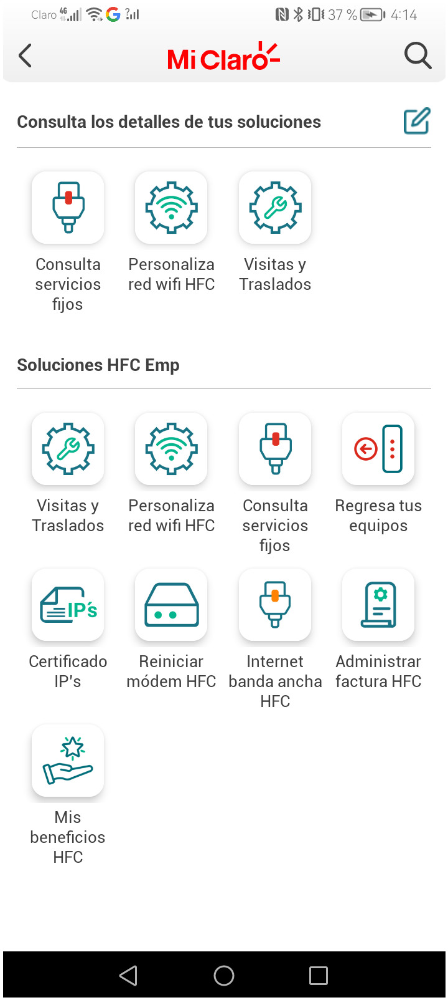 Claro 4G ? 37 % 4:14
Mi Claro
Consulta los detalles de tus soluciones
Consulta
servicios
fijos
Personaliza
red wifi HFC
Visitas y
Traslados
Soluciones HFC Emp
Visitas y
Traslados
Personaliza
red wifi HFC
Consulta
servicios
fijos
Regresa tus
equipos
IP's
Certificado
IP's
Reiniciar
módem HFC
Internet
banda ancha
HFC
Administrar
factura HFC
Mis
beneficios
HFC